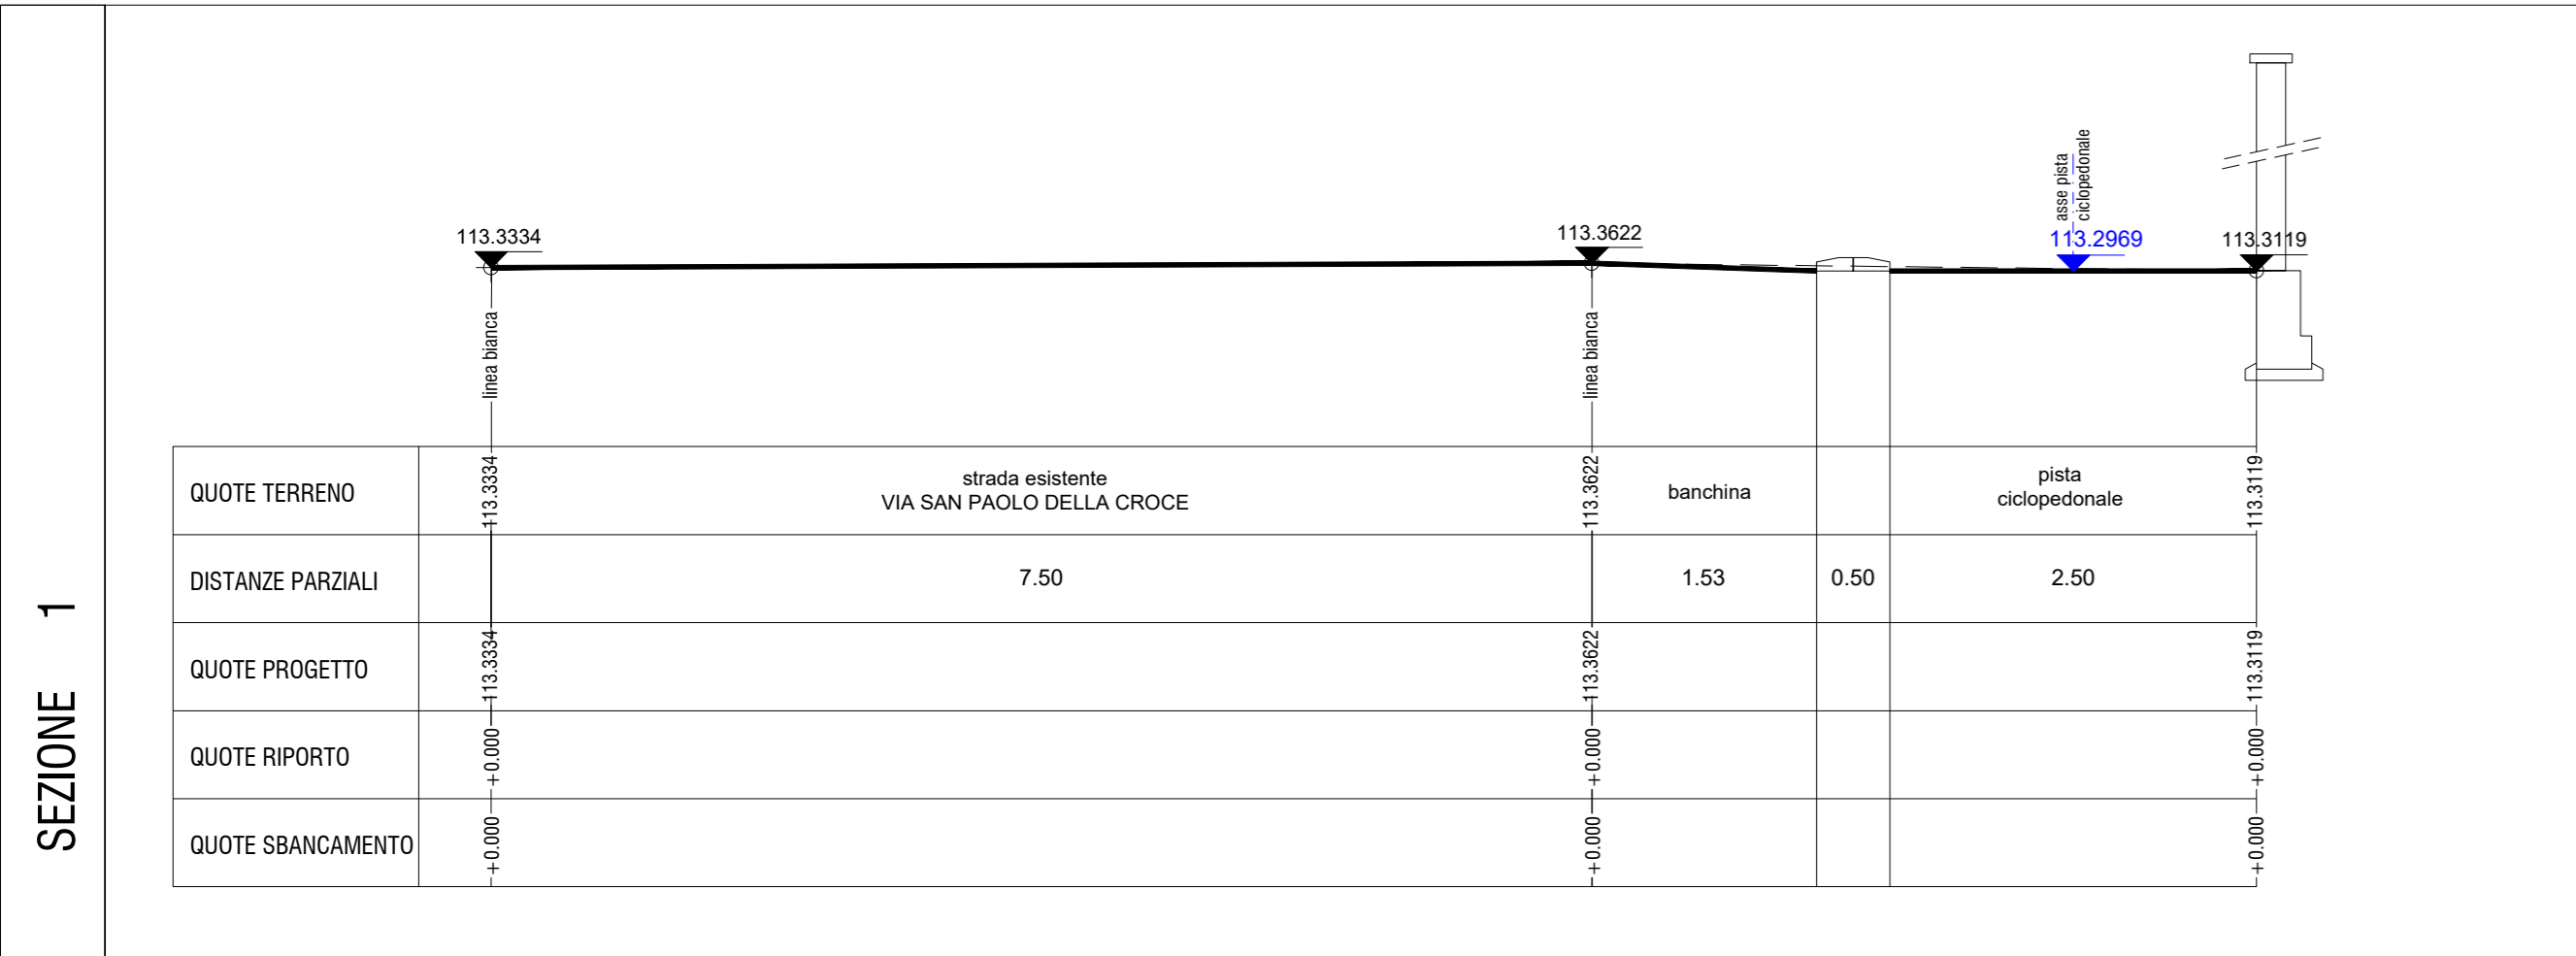 SEZIONE 1
asse pista
ciclopedonale
113.3334
113.3622
113.2969
113.3119
linea bianca
linea bianca
QUOTE TERRENO
113.3334
strada esistente
VIA SAN PAOLO DELLA CROCE
113.3622
banchina
pista
ciclopedonale
113.3119
DISTANZE PARZIALI
7.50
1.53
0.50
2.50
QUOTE PROGETTO
113.3334
113.3622
113.3119
QUOTE RIPORTO
+0.000
+0.000
+0.000
QUOTE SBANCAMENTO
+0.000
+0.000
+0.000